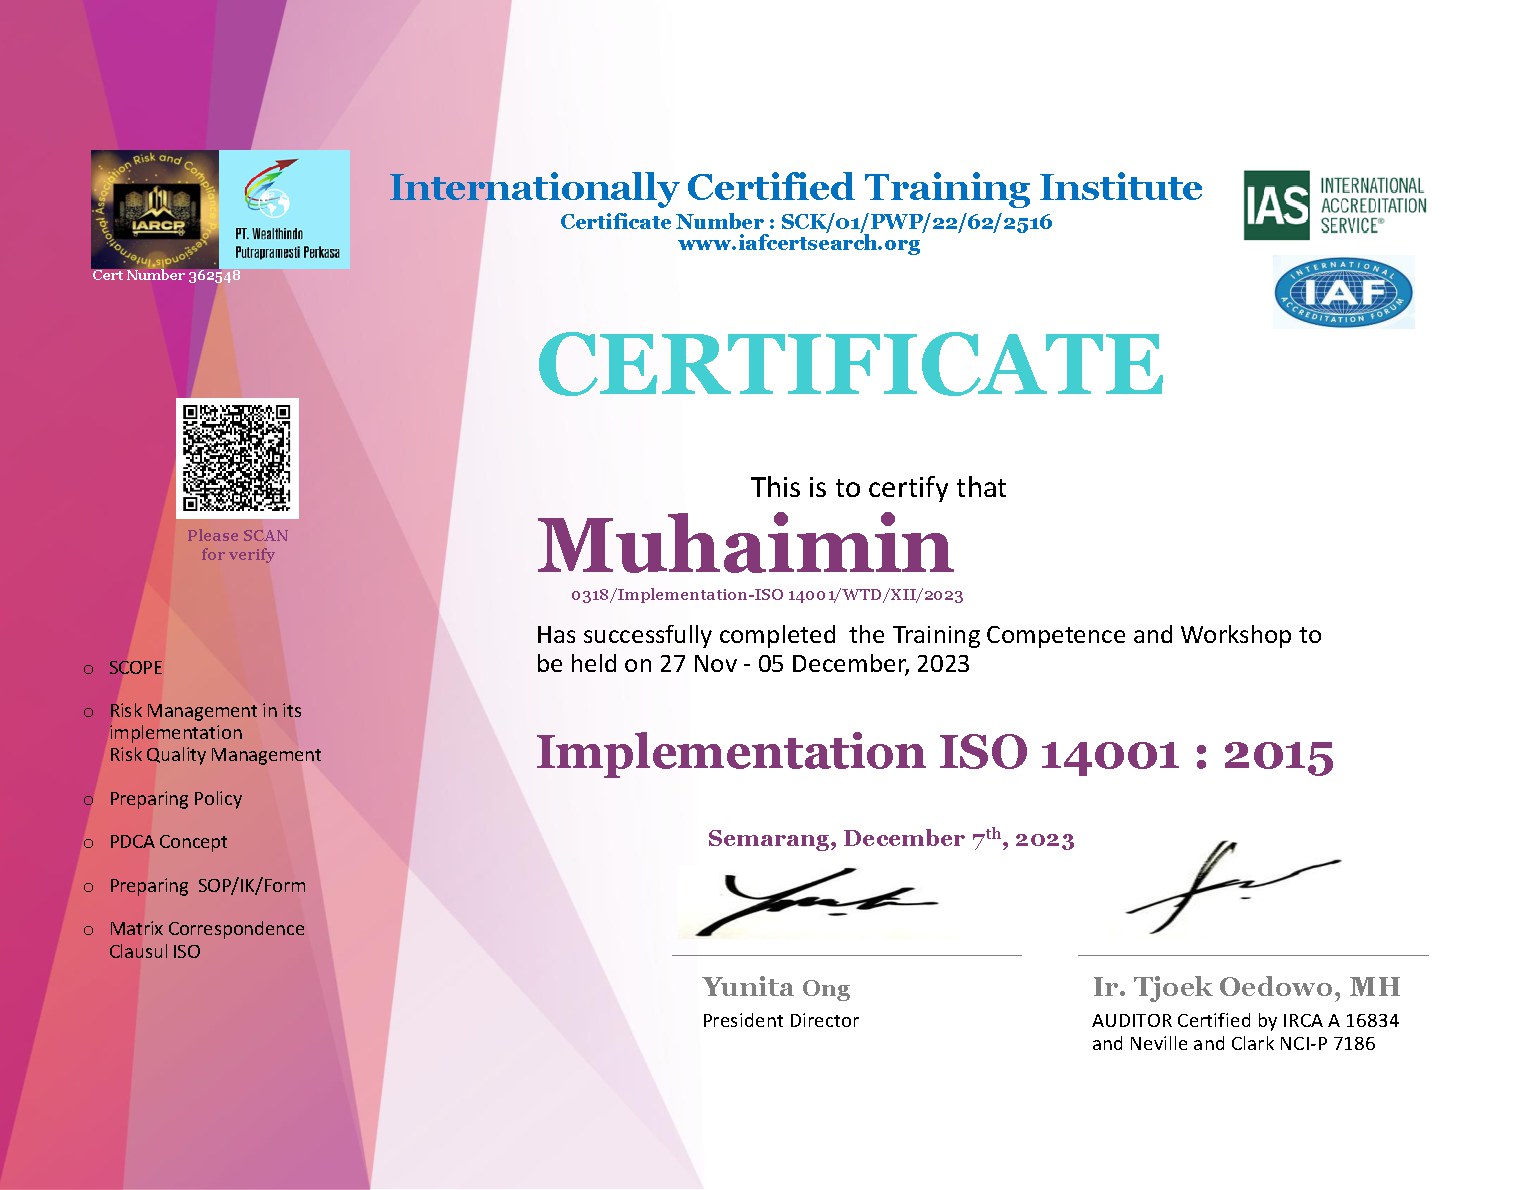 International Association Risk and Compliance Professionals
IARCP
PT. Wealthindo
Putrapramesti Perkasa
Cert Number 362548
Internationally Certified Training Institute
Certificate Number : SCK/01/PWP/22/62/2516
www.iafcertsearch.org
IAS
INTERNATIONAL
ACCREDITATION
SERVICE®
INTERNATIONAL
IAF
ACCREDITATION FORUM
CERTIFICATE
Please SCAN
for verify
This is to certify that
Muhaimin
0318/Implementation-ISO 14001/WTD/XII/2023
Has successfully completed  the Training Competence and Workshop to
be held on 27 Nov - 05 December, 2023
o SCOPE
o Risk Management in its
implementation
Risk Quality Management
o Preparing Policy
o PDCA Concept
o Preparing  SOP/IK/Form
o Matrix Correspondence
Clausul ISO
Implementation ISO 14001 : 2015
Semarang, December 7th, 2023
Yunita Ong
President Director
Ir. Tjoek Oedowo, MH
AUDITOR Certified by IRCA A 16834
and Neville and Clark NCI-P 7186